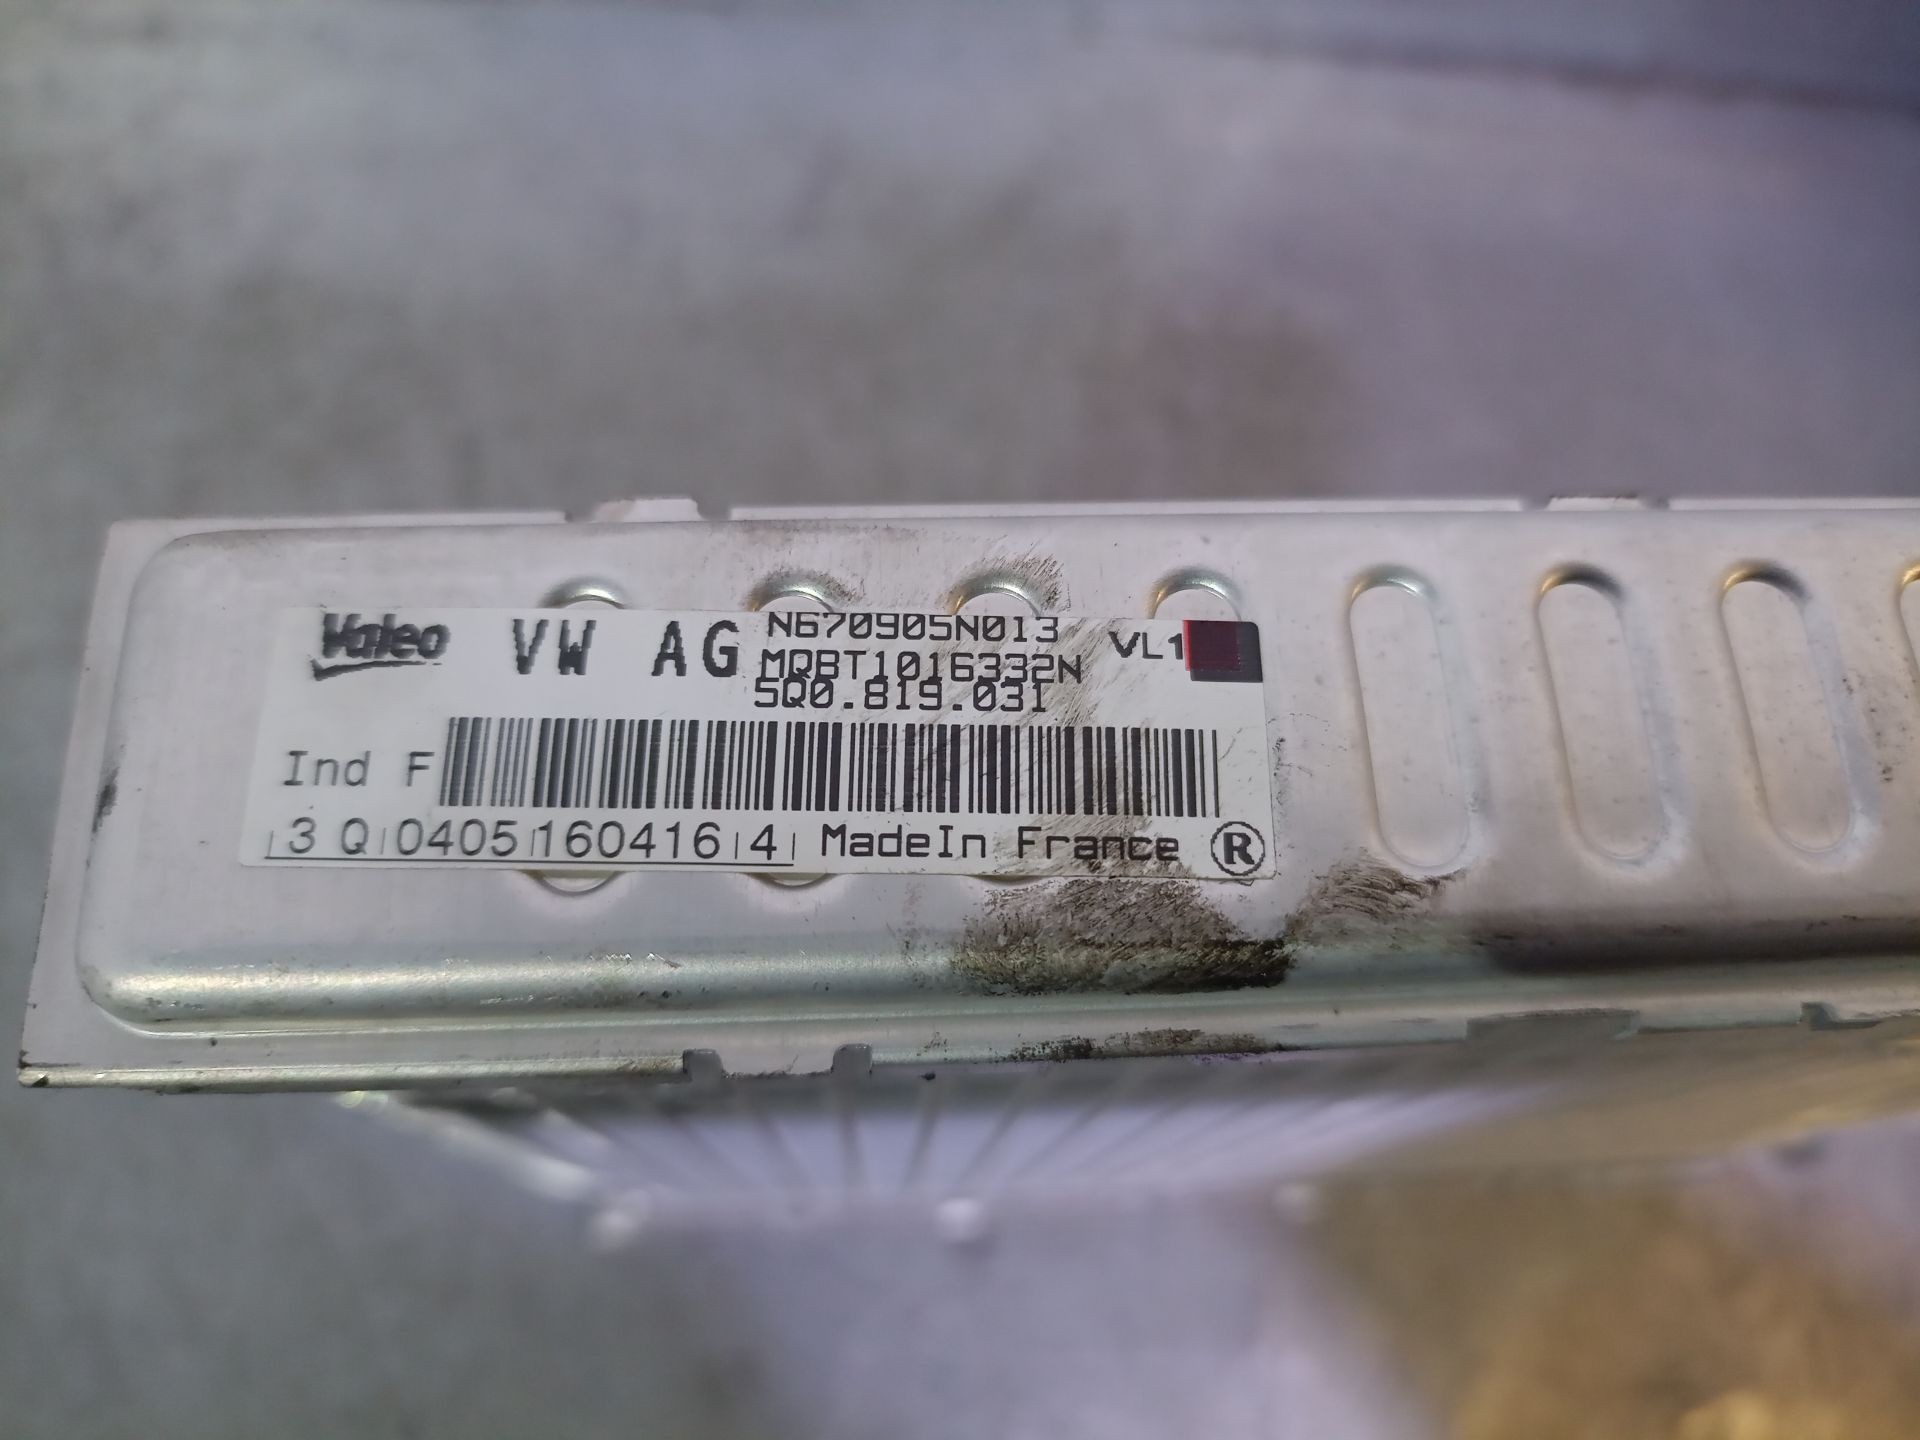 Valeo VW AG N670905N013 VL1
MQBT1016332N
5Q0.819.031
Ind F
3 Q 0405 160416 4 MadeIn France ®